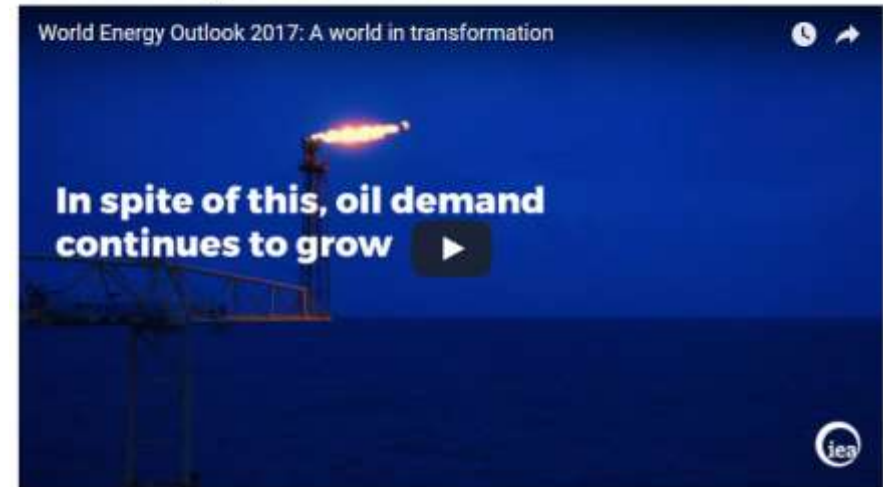 World Energy Outlook 2017: A world in transformation
In spite of this, oil demand
continues to grow
iea